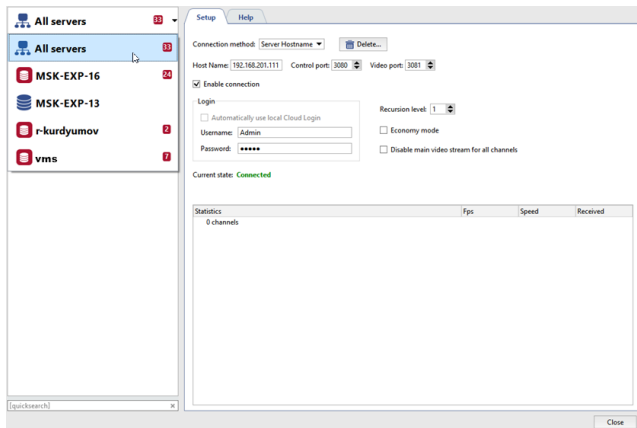 All servers 33
All servers 33
MSK-EXP-16 24
MSK-EXP-13
r-kurdyumov 2
vms 7
[quicksearch] ×
Setup Help
Connection method: Server Hostname Delete...
Host Name: 192.168.201.111 Control port: 3080 Video port: 3081
Enable connection
Login
Automatically use local Cloud Login
Username: Admin
Password: •••••
Recursion level: 1
Economy mode
Disable main video stream for all channels
Current state: Connected
Statistics Fps Speed Received
0 channels
Close